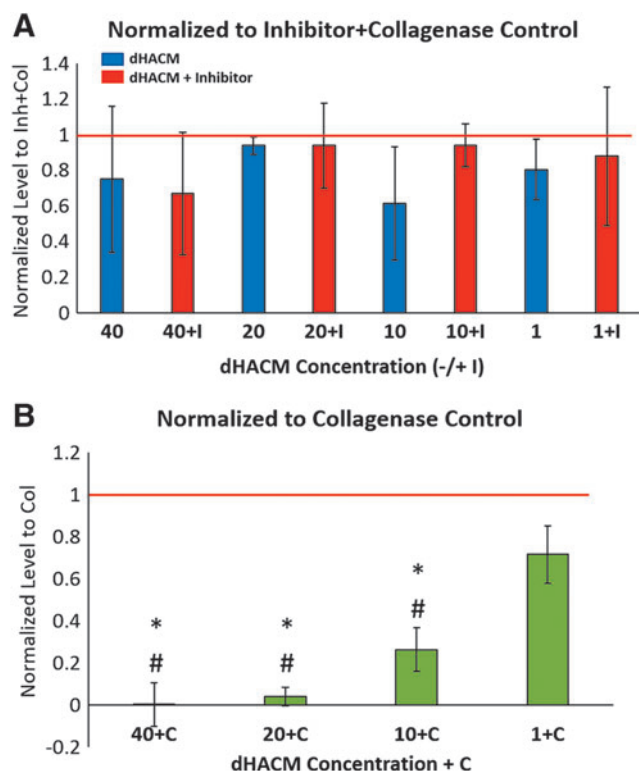 A
Normalized to Inhibitor+Collagenase Control
Normalized Level to Inh+Col
1.4
1.2
1
0.8
0.6
0.4
0.2
0
dHACM
dHACM + Inhibitor
40 40+I 20 20+I 10 10+I 1 1+I
dHACM Concentration (-/+ I)
B
Normalized to Collagenase Control
Normalized Level to Col
1.2
1
0.8
0.6
0.4
0.2
0
-0.2
* * *
# # #
40+C 20+C 10+C 1+C
dHACM Concentration + C